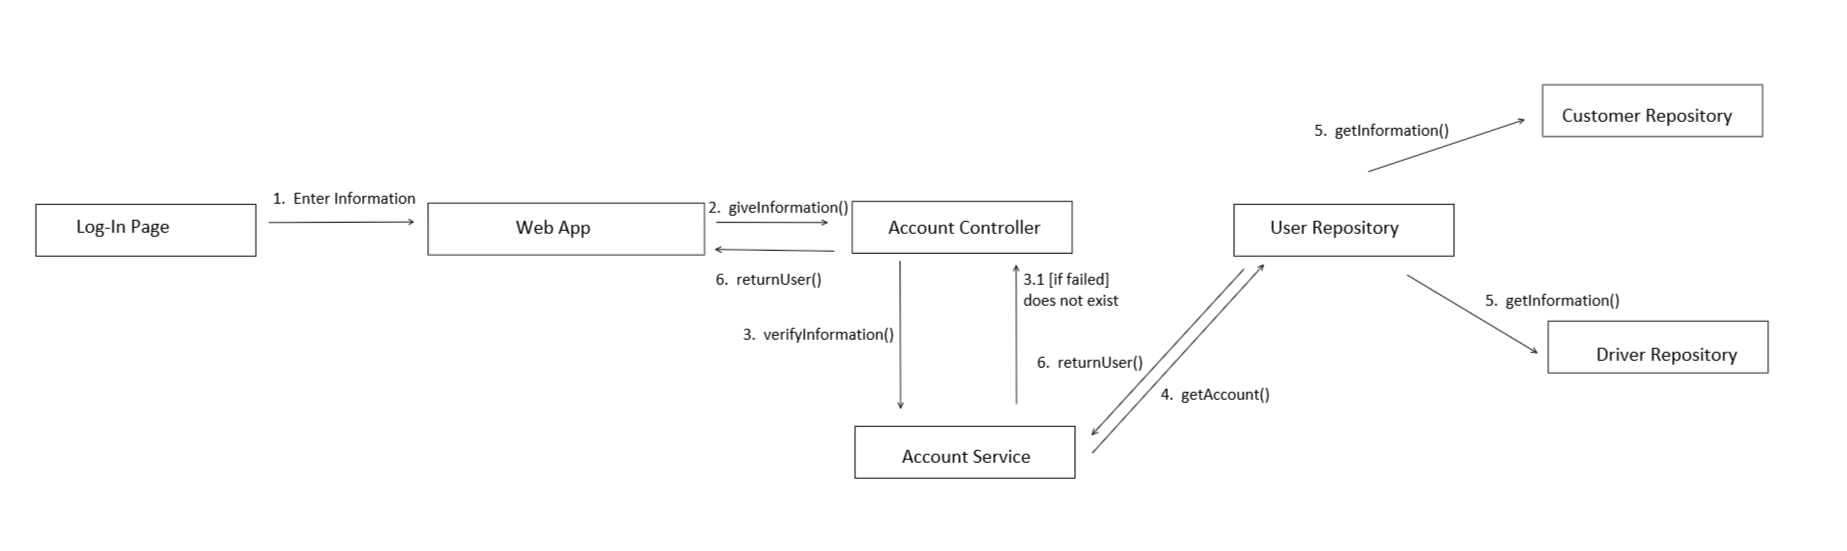 Customer Repository
5. getInformation()
1. Enter Information
2. giveInformation()
Log-In Page
Web App
Account Controller
User Repository
6. returnUser()
3.1 [if failed]
does not exist
5. getInformation()
3. verifyInformation()
Driver Repository
6. returnUser()
4. getAccount()
Account Service